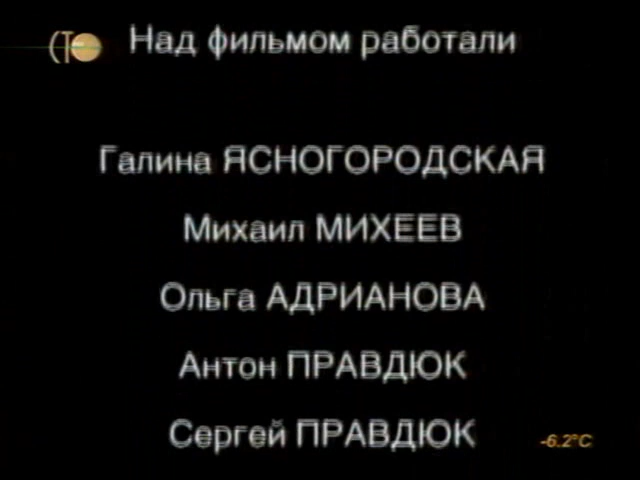 СТО
Над фильмом работали
Галина ЯСНОГОРОДСКАЯ
Михаил МИХЕЕВ
Ольга АДРИАНОВА
Антон ПРАВДЮК
Сергей ПРАВДЮК
-6.2°C